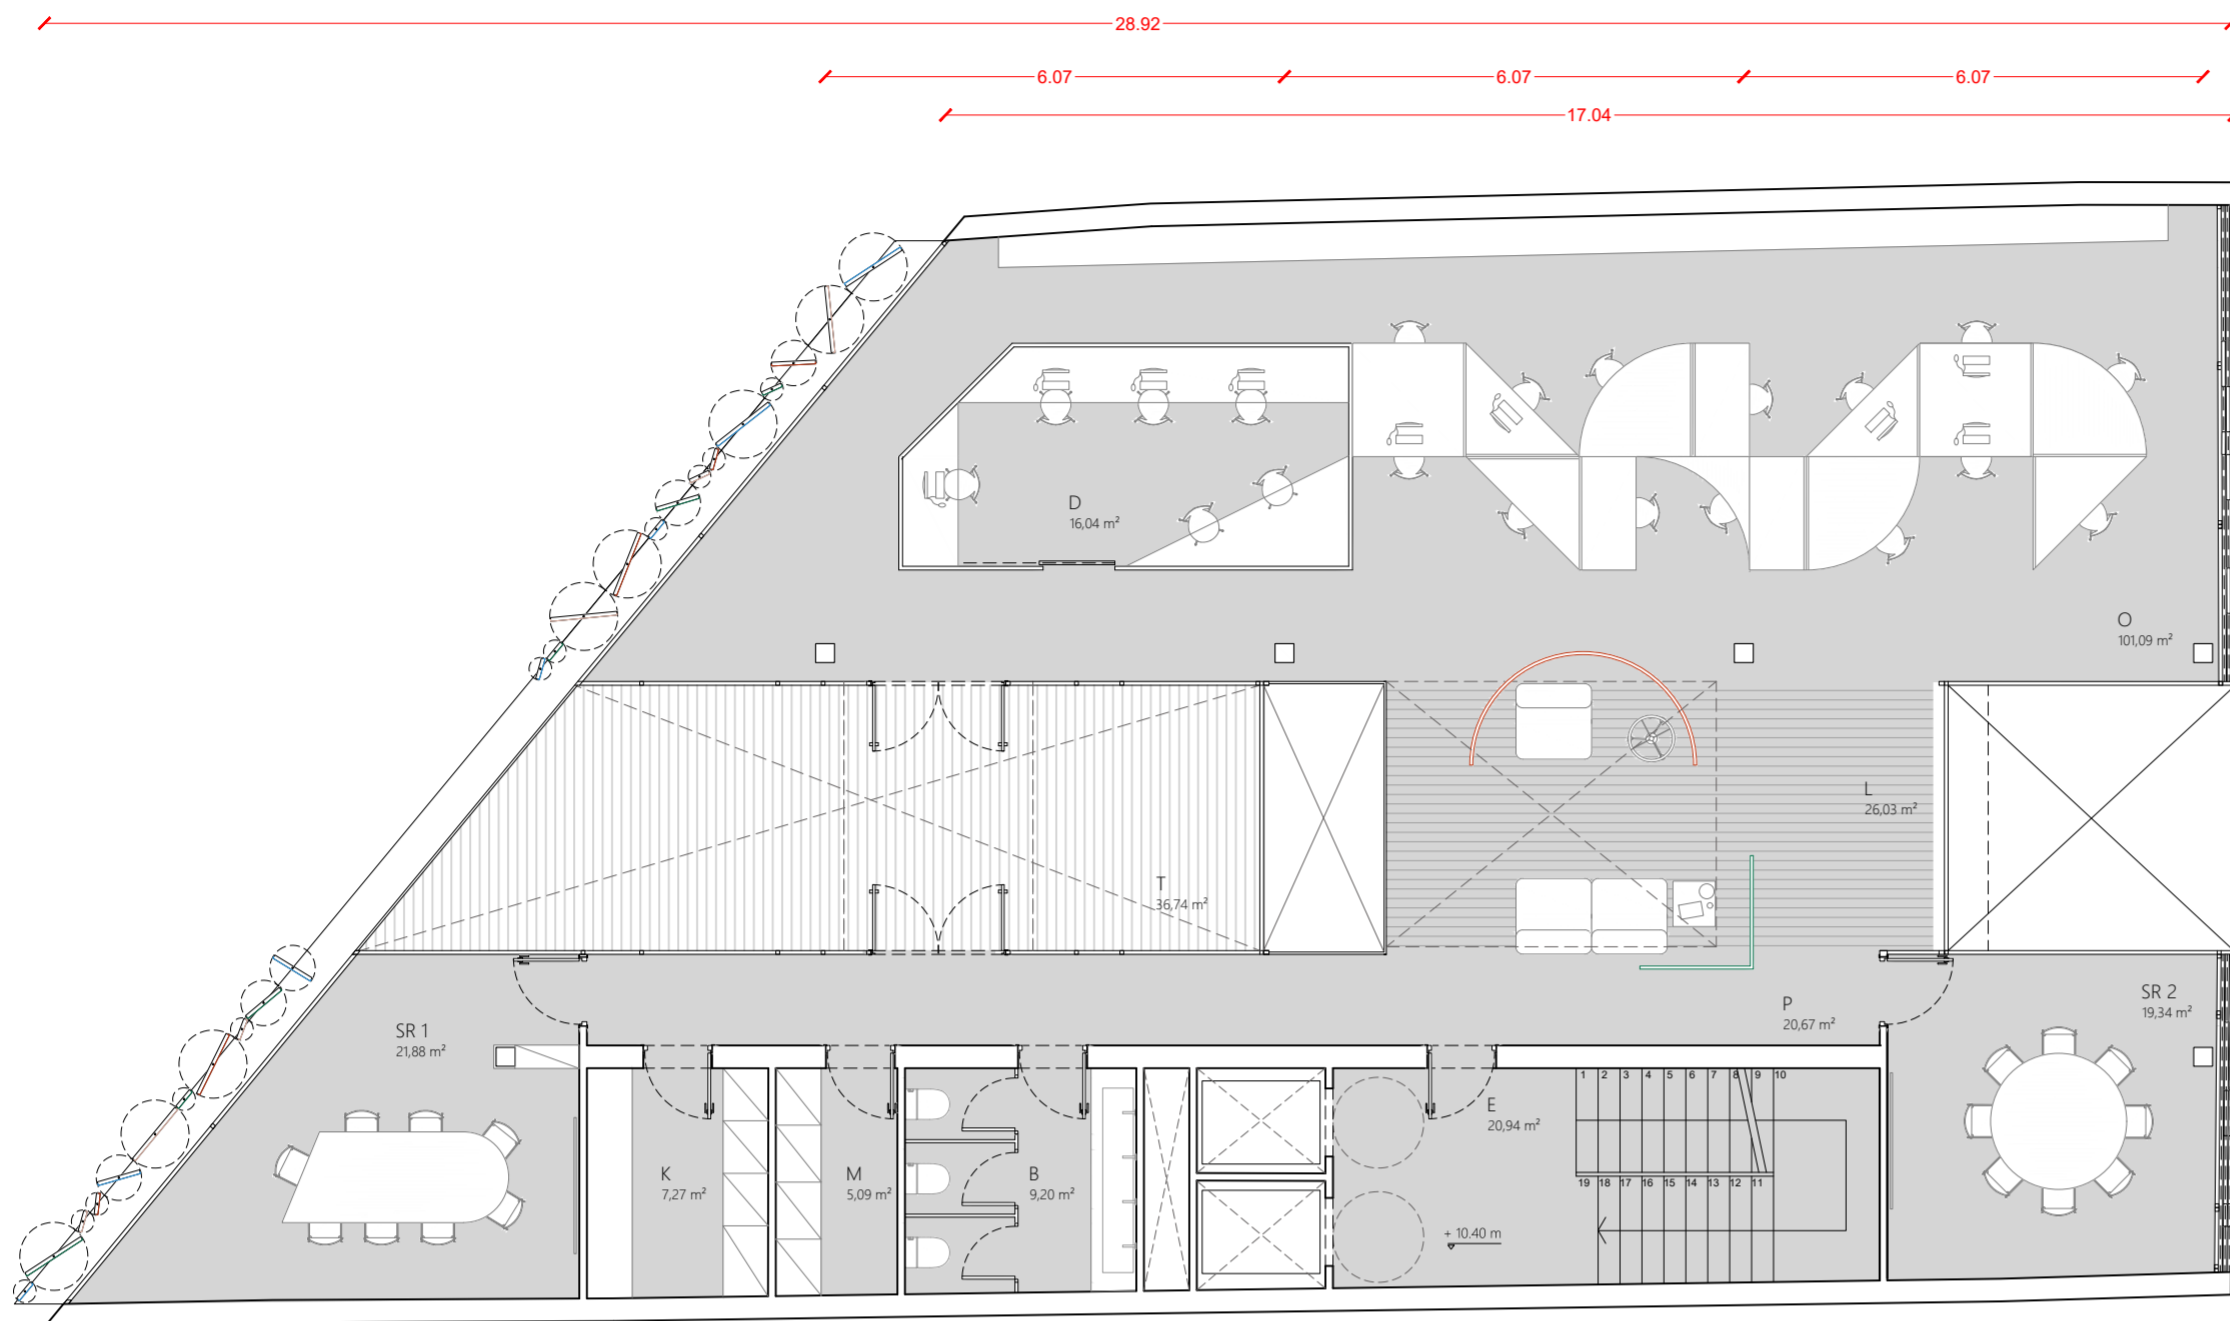 28.92
6.07
6.07
6.07
17.04
D
16,04 m²
O
101,09 m²
L
26,03 m²
T
36,74 m²
SR 1
21,88 m²
P
20,67 m²
SR 2
19,34 m²
K
7,27 m²
M
5,09 m²
B
9,20 m²
E
20,94 m²
1 2 3 4 5 6 7 8 9 10
19 18 17 16 15 14 13 12 11
+ 10.40 m